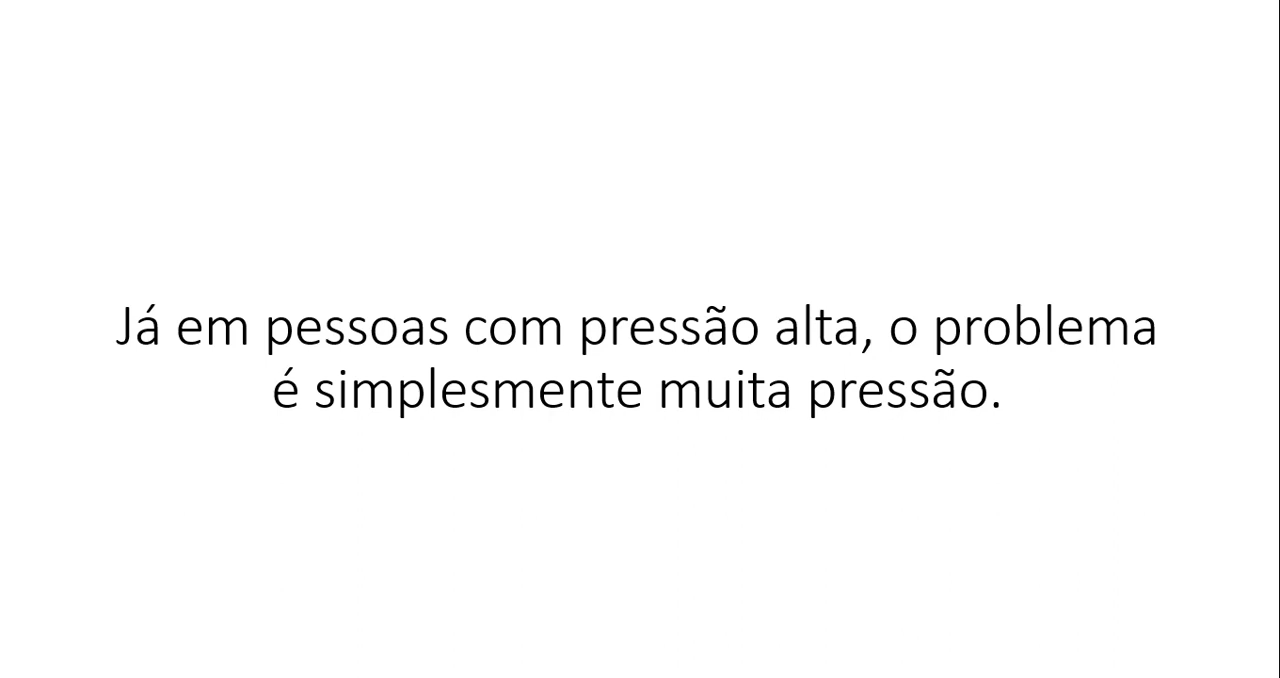 Já em pessoas com pressão alta, o problema
é simplesmente muita pressão.